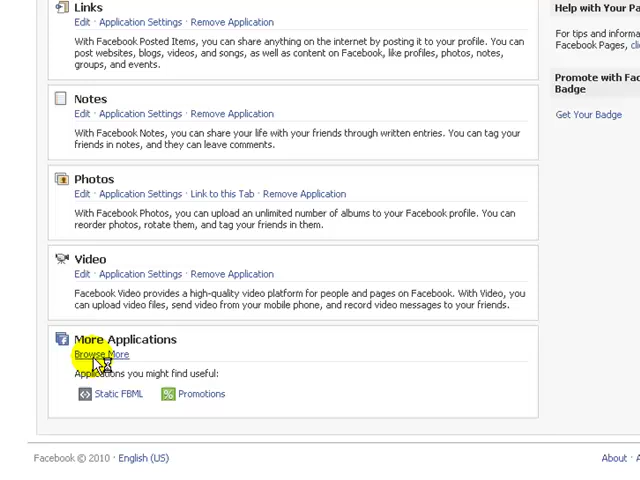 Links
Edit · Application Settings · Remove Application
With Facebook Posted Items, you can share anything on the internet by posting it to your profile. You can
post websites, blogs, videos, and songs, as well as content on Facebook, like profiles, photos, notes,
groups, and events.
Notes
Edit · Application Settings · Remove Application
With Facebook Notes, you can share your life with your friends through written entries. You can tag your
friends in notes, and they can leave comments.
Photos
Edit · Application Settings · Link to this Tab · Remove Application
With Facebook Photos, you can upload an unlimited number of albums to your Facebook profile. You can
reorder photos, rotate them, and tag your friends in them.
Video
Edit · Application Settings · Remove Application
Facebook Video provides a high-quality video platform for people and pages on Facebook. With Video, you
can upload video files, send video from your mobile phone, and record video messages to your friends.
More Applications
Browse More
Applications you might find useful:
Static FBML Promotions
Help with Your Pa
For tips and informa
Facebook Pages, cli
Promote with Fac
Badge
Get Your Badge
Facebook © 2010 · English (US)
About · A